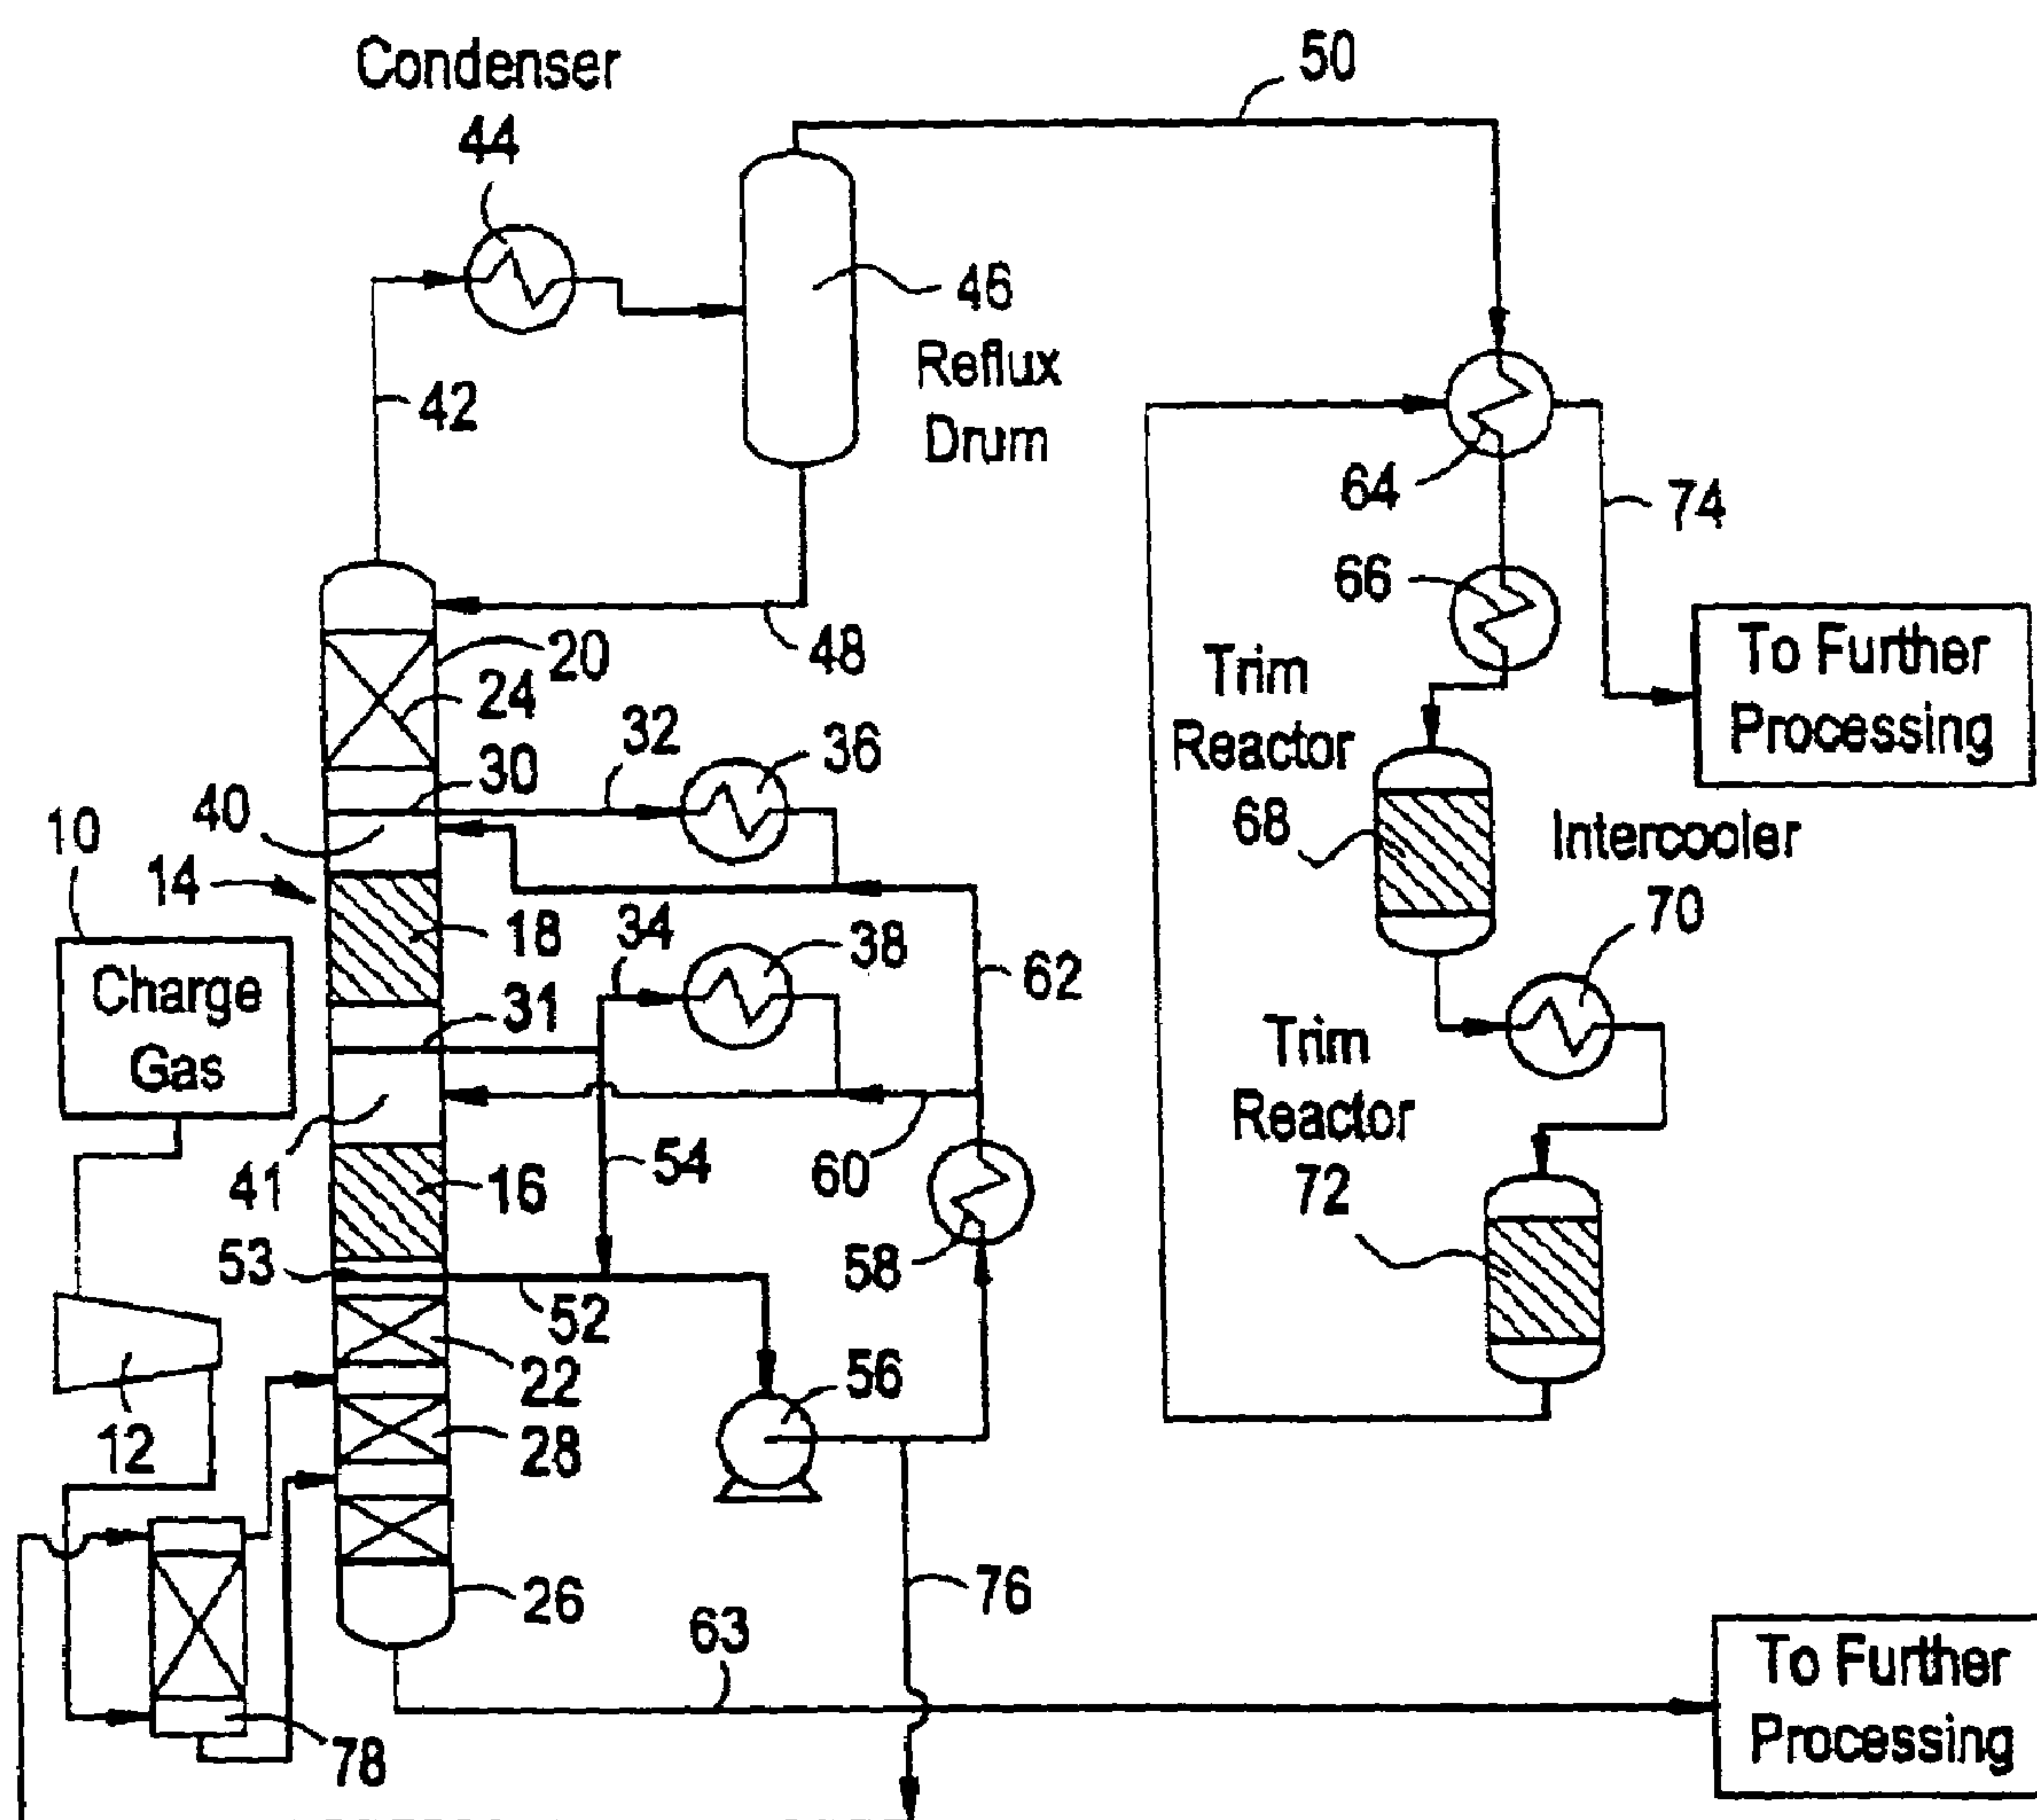 Condenser
44
50
46
Reflux
Drum
42
64
74
66
48
20
24
Trim
Reactor
68
To Further
Processing
30
32
36
10
40
14
Intercooler
70
18
34
38
62
Charge
Gas
31
Trim
Reactor
72
41
16
54
60
53
58
52
22
56
12
28
26
76
63
To Further
Processing
78